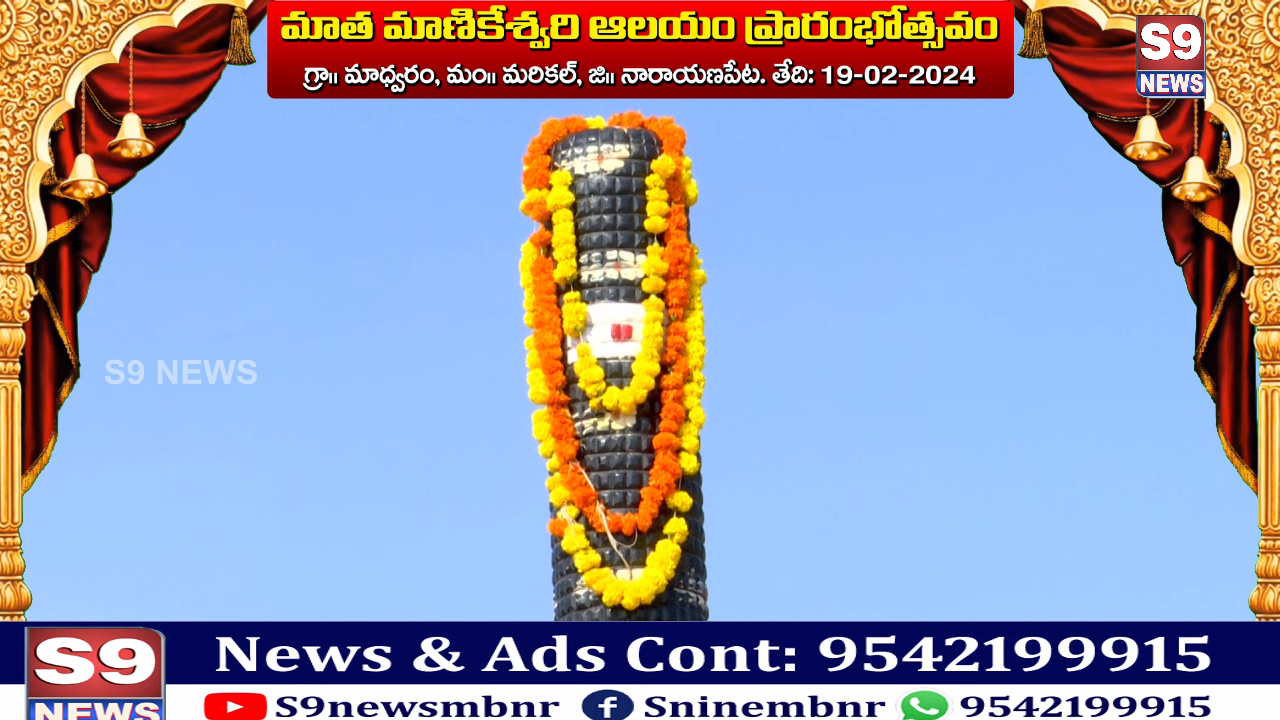 మాత మాణికేశ్వరి ఆలయం ప్రారంభోత్సవం
గ్రా॥ మాధ్వరం, మం॥ మరికల్, జి॥ నారాయణపేట. తేది: 19-02-2024
S9
NEWS
S9 NEWS
S9
NEWS
News & Ads Cont: 9542199915
S9newsmbnr Sninembnr 9542199915